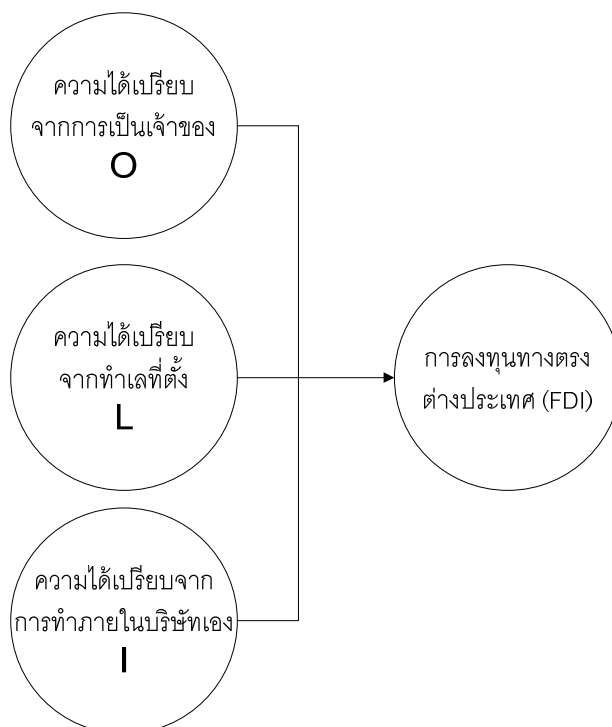 ความได้เปรียบ
จากการเป็นเจ้าของ
O
ความได้เปรียบ
จากทำเลที่ตั้ง
L
ความได้เปรียบจาก
การทำภายในบริษัทเอง
I
การลงทุนทางตรง
ต่างประเทศ (FDI)